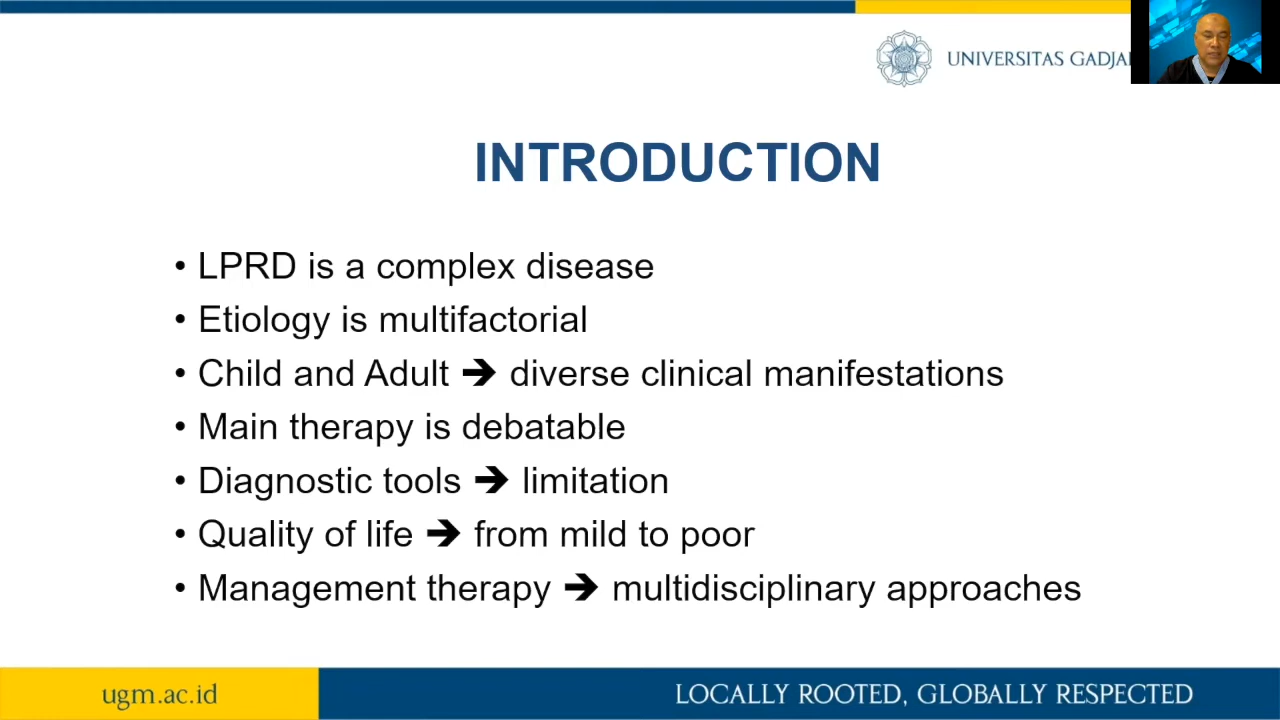 UNIVERSITAS
INTRODUCTION
• LPRD is a complex disease
• Etiology is multifactorial
• Child and Adult ➔ diverse clinical manifestations
• Main therapy is debatable
• Diagnostic tools ➔ limitation
• Quality of life ➔ from mild to poor
• Management therapy ➔ multidisciplinary approaches
ugm.ac.id
LOCALLY ROOTED, GLOBALLY RESPECTED